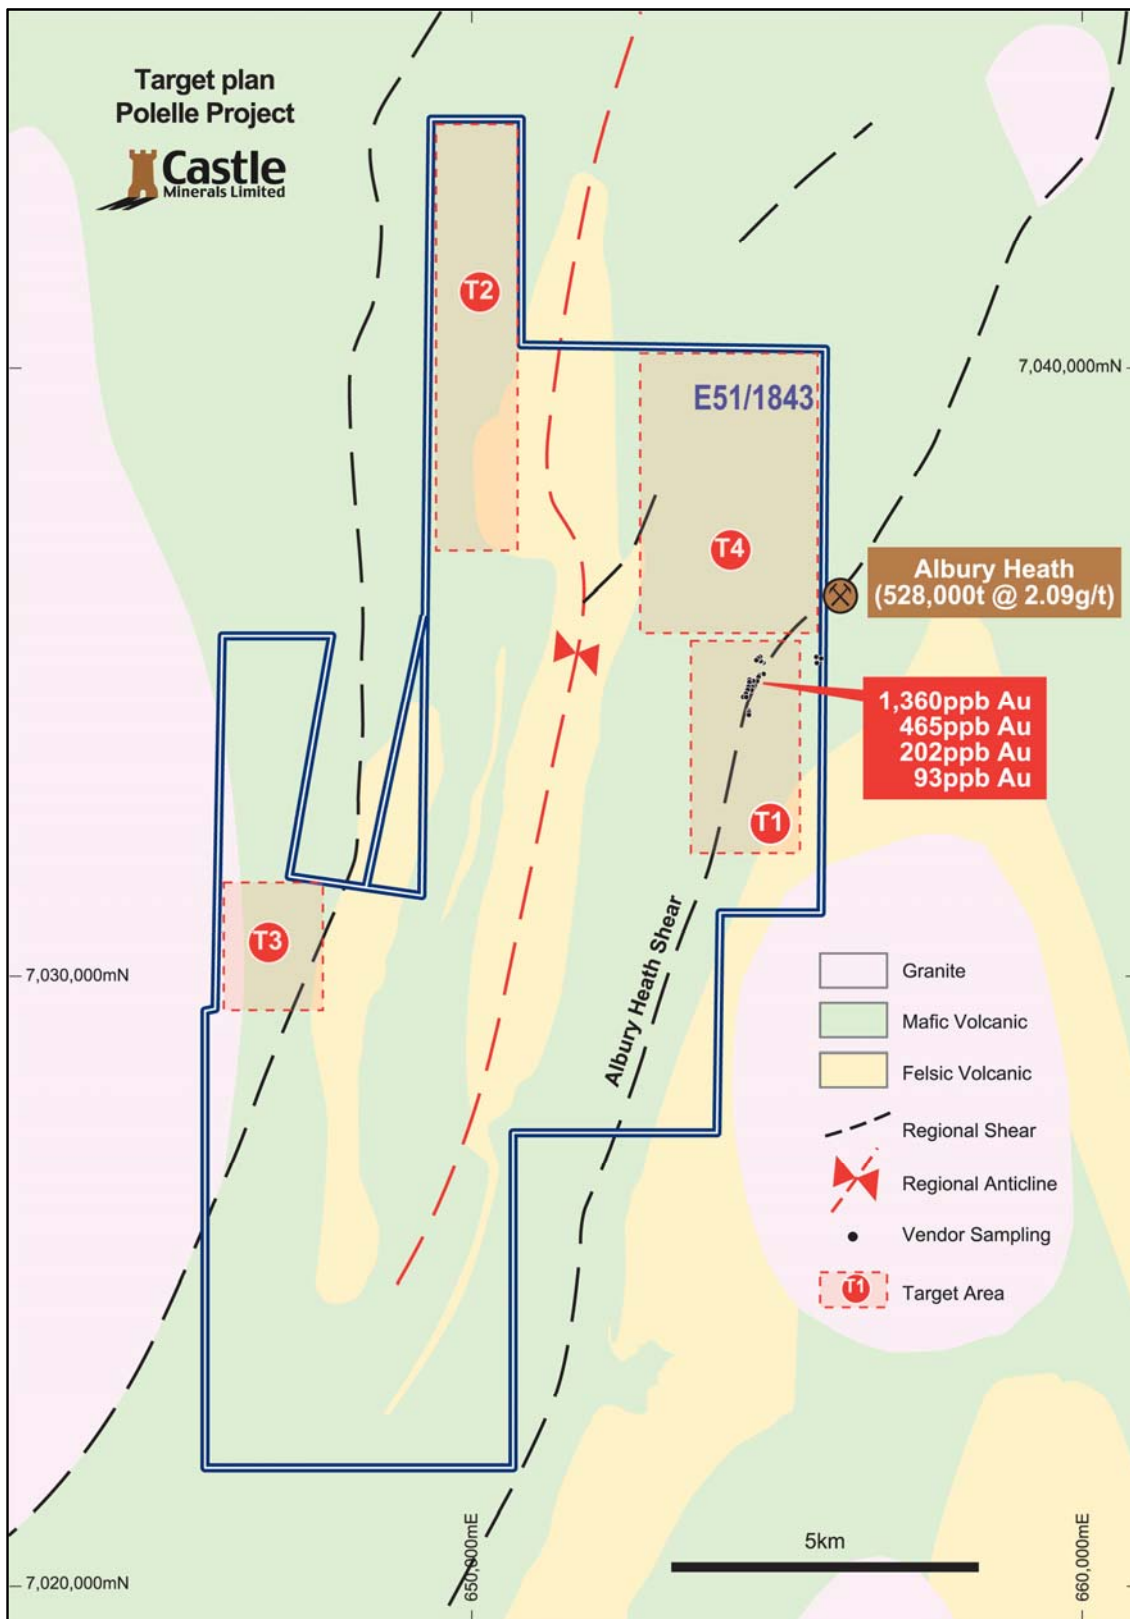 Target plan
Polelle Project
Castle
Minerals Limited
T2
7,040,000mN
E51/1843
T4
Albury Heath
(528,000t @ 2.09g/t)
1,360ppb Au
465ppb Au
202ppb Au
93ppb Au
T1
T3
7,030,000mN
Albury Heath Shear
Granite
Mafic Volcanic
Felsic Volcanic
Regional Shear
Regional Anticline
Vendor Sampling
T1
Target Area
5km
650,000mE
660,000mE
7,020,000mN